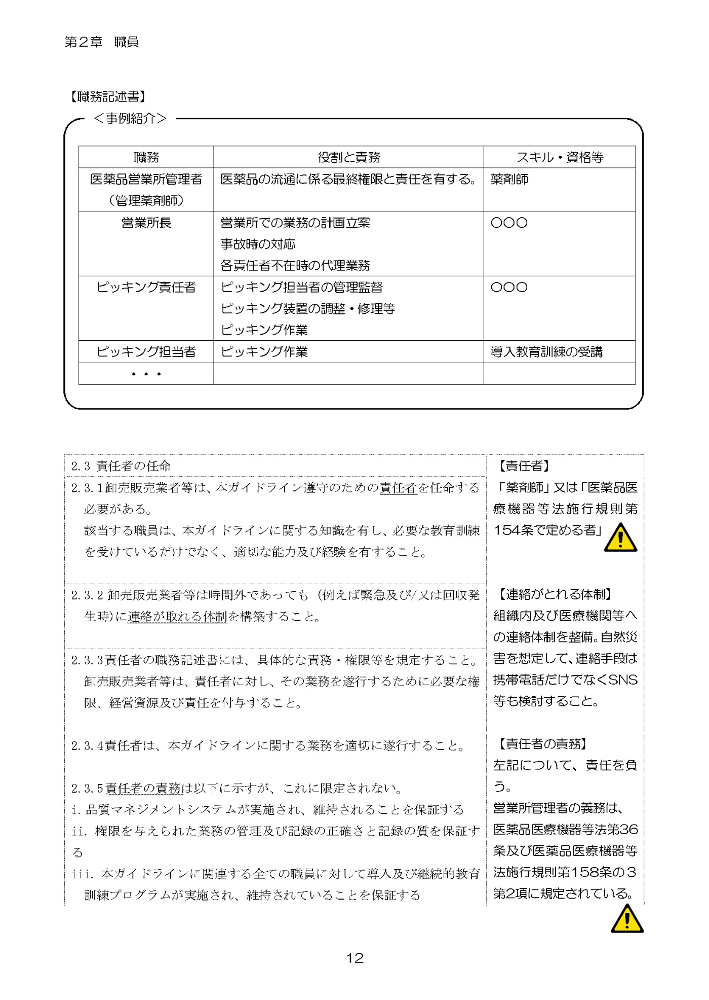 第２章　職員
【職務記述書】
＜事例紹介＞
職務 役割と責務 スキル・資格等
医薬品営業所管理者 医薬品の流通に係る最終権限と責任を有する。 薬剤師
（管理薬剤師）
営業所長 営業所での業務の計画立案 ○○○
事故時の対応
各責任者不在時の代理業務
ピッキング責任者 ピッキング担当者の管理監督 ○○○
ピッキング装置の調整・修理等
ピッキング作業
ピッキング担当者 ピッキング作業 導入教育訓練の受講
・・・
2.3 責任者の任命
2.3.1卸売販売業者等は、本ガイドライン遵守のための責任者を任命する
必要がある。
該当する職員は、本ガイドラインに関する知識を有し、必要な教育訓練
を受けているだけでなく、適切な能力及び経験を有すること。
2.3.2 卸売販売業者等は時間外であっても（例えば緊急及び/又は回収発
生時)に連絡が取れる体制を構築すること。
2.3.3責任者の職務記述書には、具体的な責務・権限等を規定すること。
卸売販売業者等は、責任者に対し、その業務を遂行するために必要な権
限、経営資源及び責任を付与すること。
2.3.4責任者は、本ガイドラインに関する業務を適切に遂行すること。
2.3.5責任者の責務は以下に示すが、これに限定されない。
i. 品質マネジメントシステムが実施され、維持されることを保証する
ii. 権限を与えられた業務の管理及び記録の正確さと記録の質を保証す
る
iii. 本ガイドラインに関連する全ての職員に対して導入及び継続的教育
訓練プログラムが実施され、維持されていることを保証する
【責任者】
「薬剤師」又は「医薬品医
療機器等法施行規則第
154条で定める者」
【連絡がとれる体制】
組織内及び医療機関等へ
の連絡体制を整備。自然災
害を想定して、連絡手段は
携帯電話だけでなくSNS
等も検討すること。
【責任者の責務】
左記について、責任を負
う。
営業所管理者の義務は、
医薬品医療機器等法第36
条及び医薬品医療機器等
法施行規則第158条の３
第2項に規定されている。
12